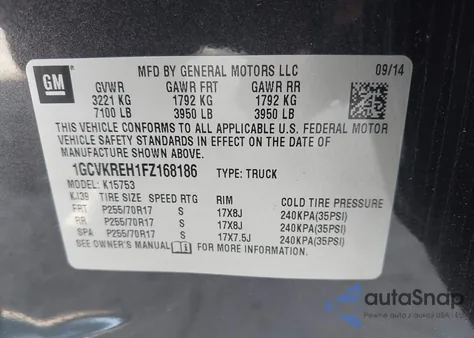 GM
MFD BY GENERAL MOTORS LLC 09/14
GVWR GAWR FRT GAWR RR
3221 KG 1792 KG 1792 KG
7100 LB 3950 LB 3950 LB
THIS VEHICLE CONFORMS TO ALL APPLICABLE U.S. FEDERAL MOTOR
VEHICLE SAFETY STANDARDS IN EFFECT ON THE DATE OF
MANUFACTURE SHOWN ABOVE.
1GCVKREH1FZ168186 TYPE: TRUCK
MODEL: K15753
KJ39 TIRE SIZE SPEED RTG RIM COLD TIRE PRESSURE
FRT P255/70R17 S 17X8J 240KPA(35PSI)
RR P255/70R17 S 17X8J 240KPA(35PSI)
SPA P255/70R17 S 17X7.5J 240KPA(35PSI)
SEE OWNER'S MANUAL FOR MORE INFORMATION.
autoSnap